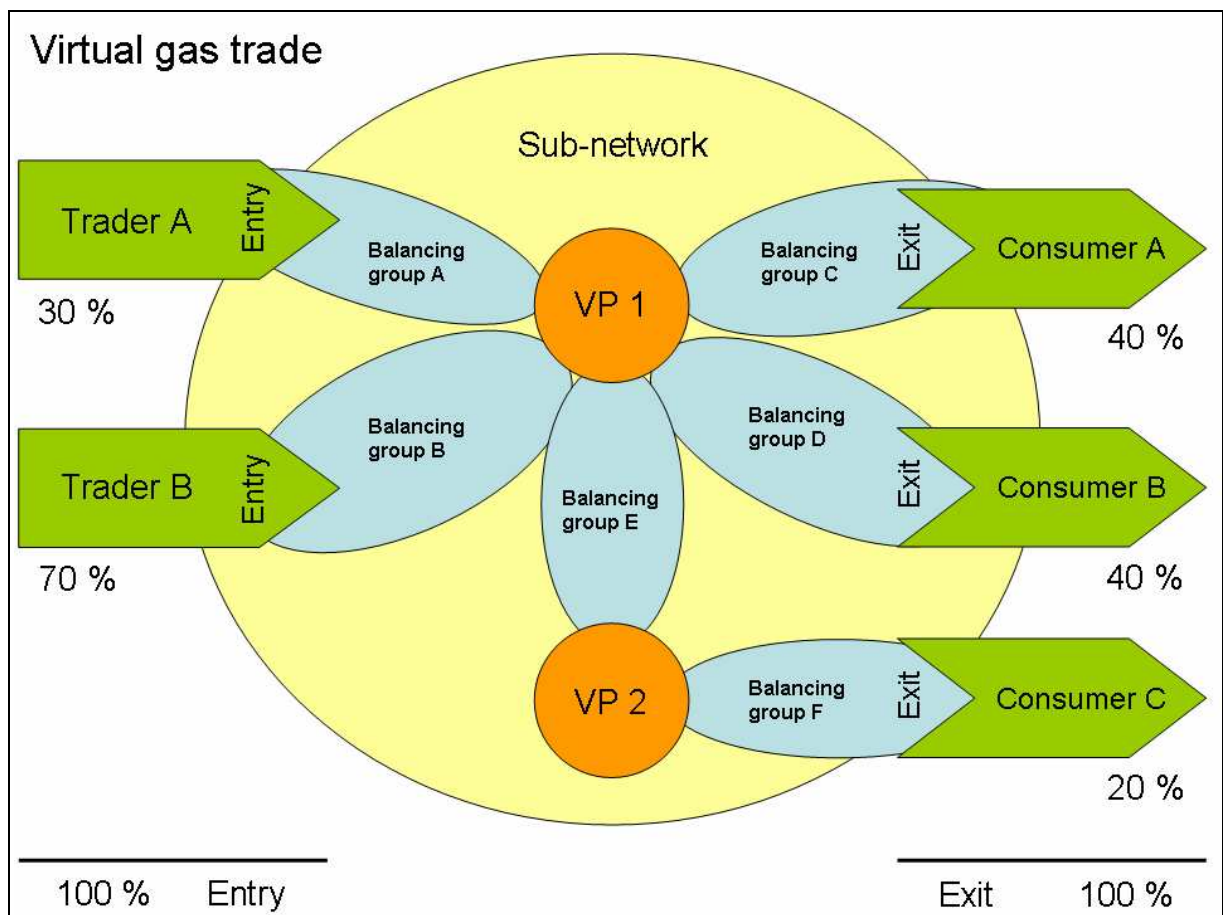 Virtual gas trade
Sub-network
Trader A
Entry
30 %
Balancing
group A
VP 1
Balancing
group C
Exit
Consumer A
40 %
Trader B
Entry
70 %
Balancing
group B
Balancing
group D
Exit
Consumer B
40 %
Balancing
group E
VP 2
Balancing
group F
Exit
Consumer C
20 %
100 % Entry
Exit 100 %